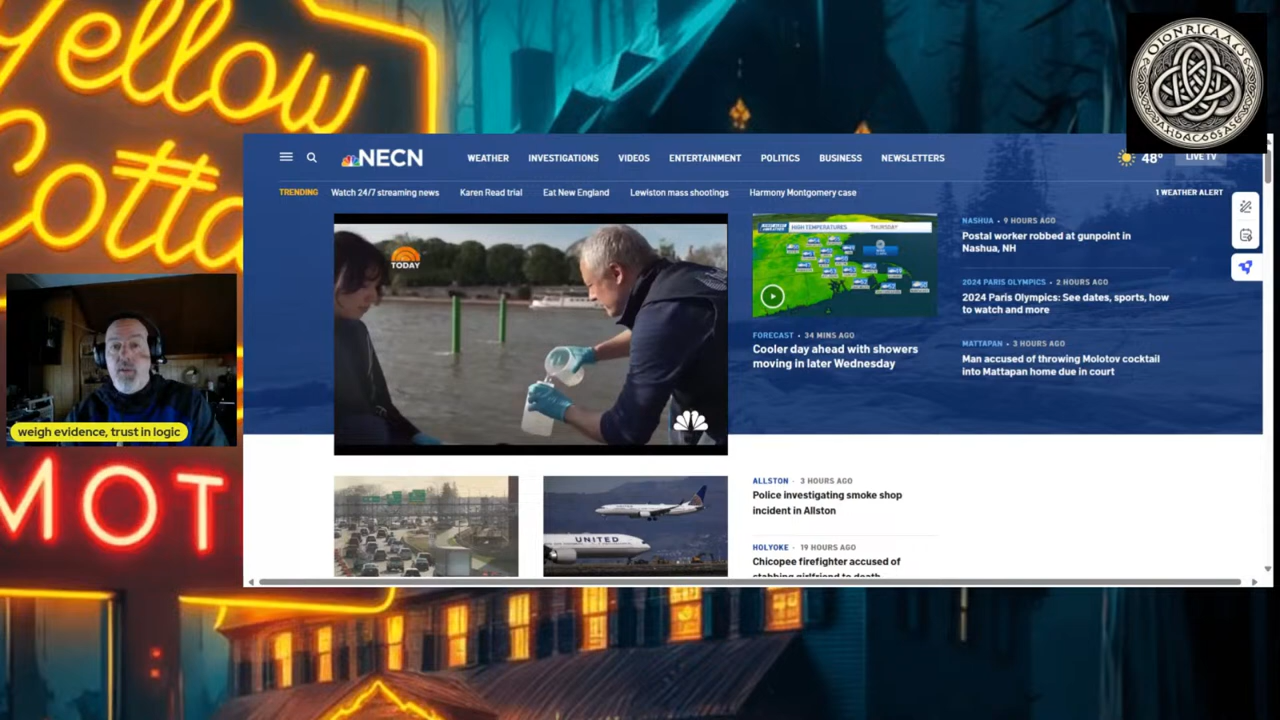 Yellow
Cotta
MOT
weigh evidence, trust in logic
NECN
WEATHER INVESTIGATIONS VIDEOS ENTERTAINMENT POLITICS BUSINESS NEWSLETTERS
48°
LIVE TV
TRENDING Watch 24/7 streaming news Karen Read trial Eat New England Lewiston mass shootings Harmony Montgomery case
1 WEATHER ALERT
TODAY
HIGH TEMPERATURES THURSDAY
FORECAST • 34 MINS AGO
Cooler day ahead with showers
moving in later Wednesday
NASHUA • 9 HOURS AGO
Postal worker robbed at gunpoint in
Nashua, NH
2024 PARIS OLYMPICS • 2 HOURS AGO
2024 Paris Olympics: See dates, sports, how
to watch and more
MATTAPAN • 3 HOURS AGO
Man accused of throwing Molotov cocktail
into Mattapan home due in court
UNITED
ALLSTON · 3 HOURS AGO
Police investigating smoke shop
incident in Allston
HOLYOKE · 19 HOURS AGO
Chicopee firefighter accused of
stabbing girlfriend to death